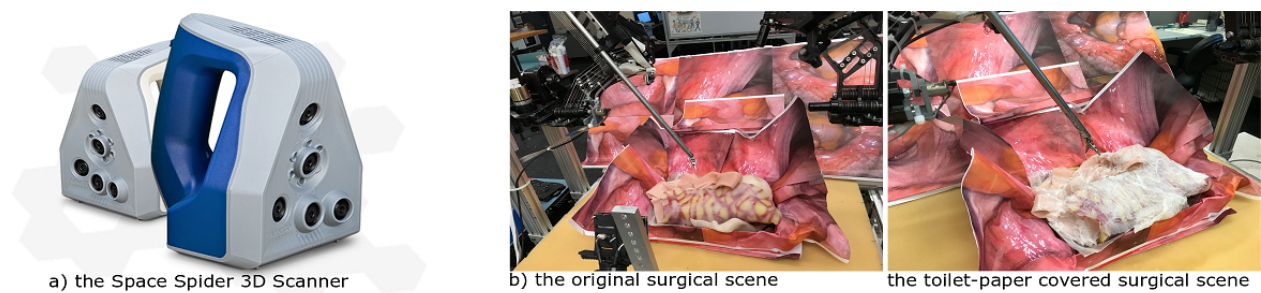 a) the Space Spider 3D Scanner
b) the original surgical scene
the toilet-paper covered surgical scene